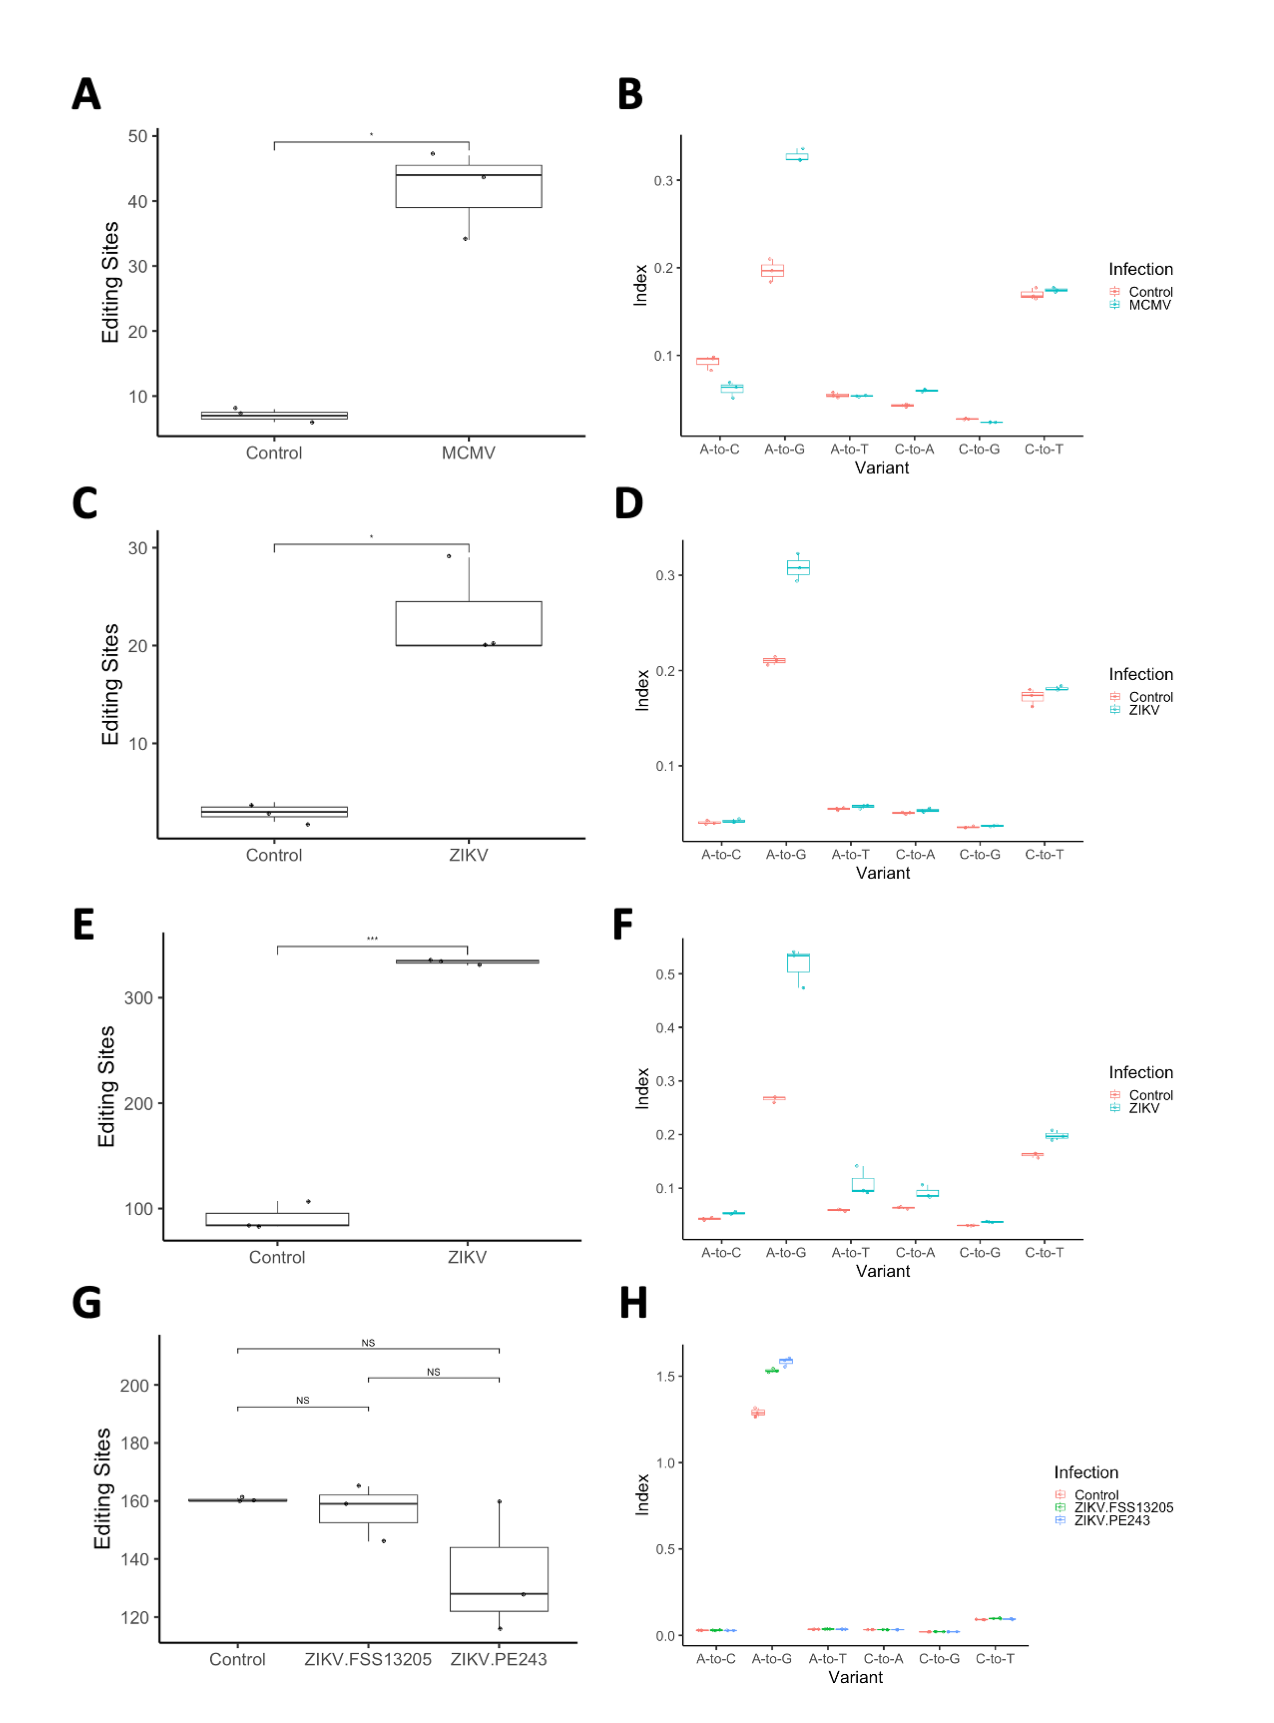 A
50
40
30
20
10
Editing Sites
*
Control
MCMV
B
0.3
0.2
0.1
Index
A-to-C
A-to-G
A-to-T
C-to-A
C-to-G
C-to-T
Variant
Infection
Control
MCMV
C
30
20
10
Editing Sites
*
Control
ZIKV
D
0.3
0.2
0.1
Index
A-to-C
A-to-G
A-to-T
C-to-A
C-to-G
C-to-T
Variant
Infection
Control
ZIKV
E
300
200
100
Editing Sites
***
Control
ZIKV
F
0.5
0.4
0.3
0.2
0.1
Index
A-to-C
A-to-G
A-to-T
C-to-A
C-to-G
C-to-T
Variant
Infection
Control
ZIKV
G
200
180
160
140
120
Editing Sites
NS
NS
NS
Control
ZIKV.FSS13205
ZIKV.PE243
H
1.5
1.0
0.5
0.0
Index
A-to-C
A-to-G
A-to-T
C-to-A
C-to-G
C-to-T
Variant
Infection
Control
ZIKV.FSS13205
ZIKV.PE243